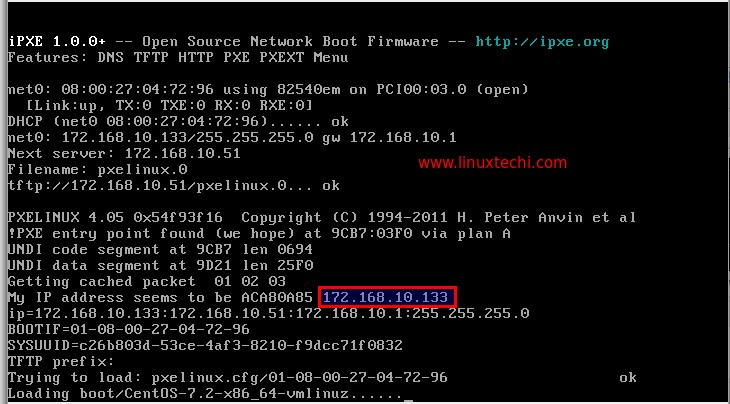 iPXE 1.0.0+ -- Open Source Network Boot Firmware -- http://ipxe.org
Features: DNS TFTP HTTP PXE PXEXT Menu
net0: 08:00:27:04:72:96 using 82540em on PCI00:03.0 (open)
[Link:up, TX:0 TXE:0 RX:0 RXE:0]
DHCP (net0 08:00:27:04:72:96)...... ok
net0: 172.168.10.133/255.255.255.0 gw 172.168.10.1
Next server: 172.168.10.51
www.linuxtechi.com
Filename: pxelinux.0
tftp://172.168.10.51/pxelinux.0... ok
PXELINUX 4.05 0x54f93f16  Copyright (C) 1994-2011 H. Peter Anvin et al
!PXE entry point found (we hope) at 9CB7:03F0 via plan A
UNDI code segment at 9CB7 len 0694
UNDI data segment at 9D21 len 25F0
Getting cached packet  01 02 03
My IP address seems to be ACA80A85 172.168.10.133
ip=172.168.10.133:172.168.10.51:172.168.10.1:255.255.255.0
BOOTIF=01-08-00-27-04-72-96
SYSUUID=c26b803d-53ce-4af3-8210-f9dcc71f0832
TFTP prefix:
Trying to load: pxelinux.cfg/01-08-00-27-04-72-96 ok
Loading boot/CentOS-7.2-x86_64-vmlinuz......_